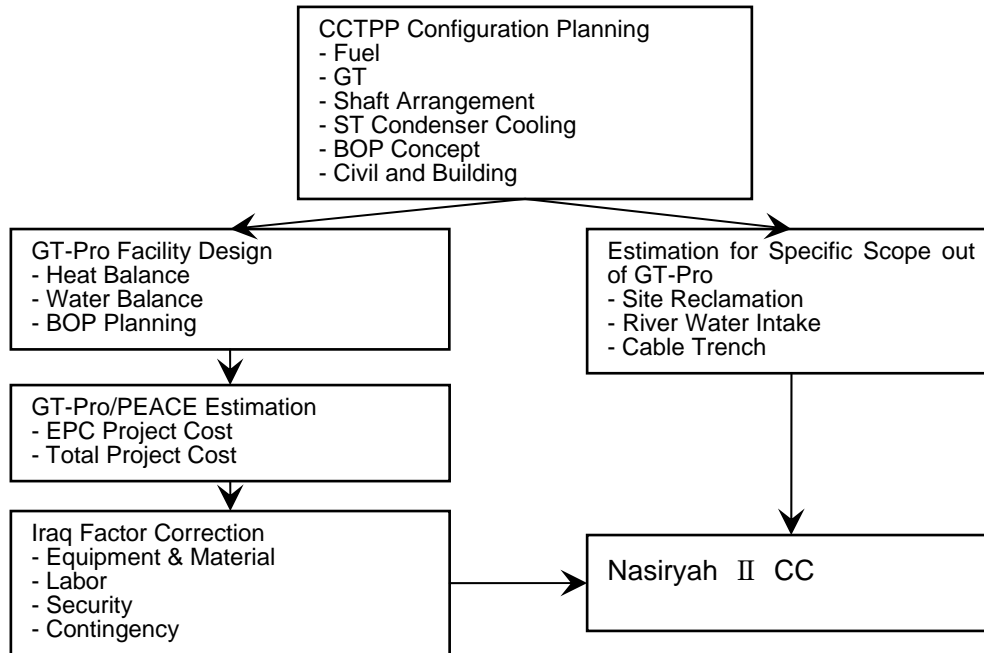 CCTPP Configuration Planning
- Fuel
- GT
- Shaft Arrangement
- ST Condenser Cooling
- BOP Concept
- Civil and Building
GT-Pro Facility Design
- Heat Balance
- Water Balance
- BOP Planning
Estimation for Specific Scope out
of GT-Pro
- Site Reclamation
- River Water Intake
- Cable Trench
GT-Pro/PEACE Estimation
- EPC Project Cost
- Total Project Cost
Iraq Factor Correction
- Equipment & Material
- Labor
- Security
- Contingency
Nasiryah Ⅱ CC